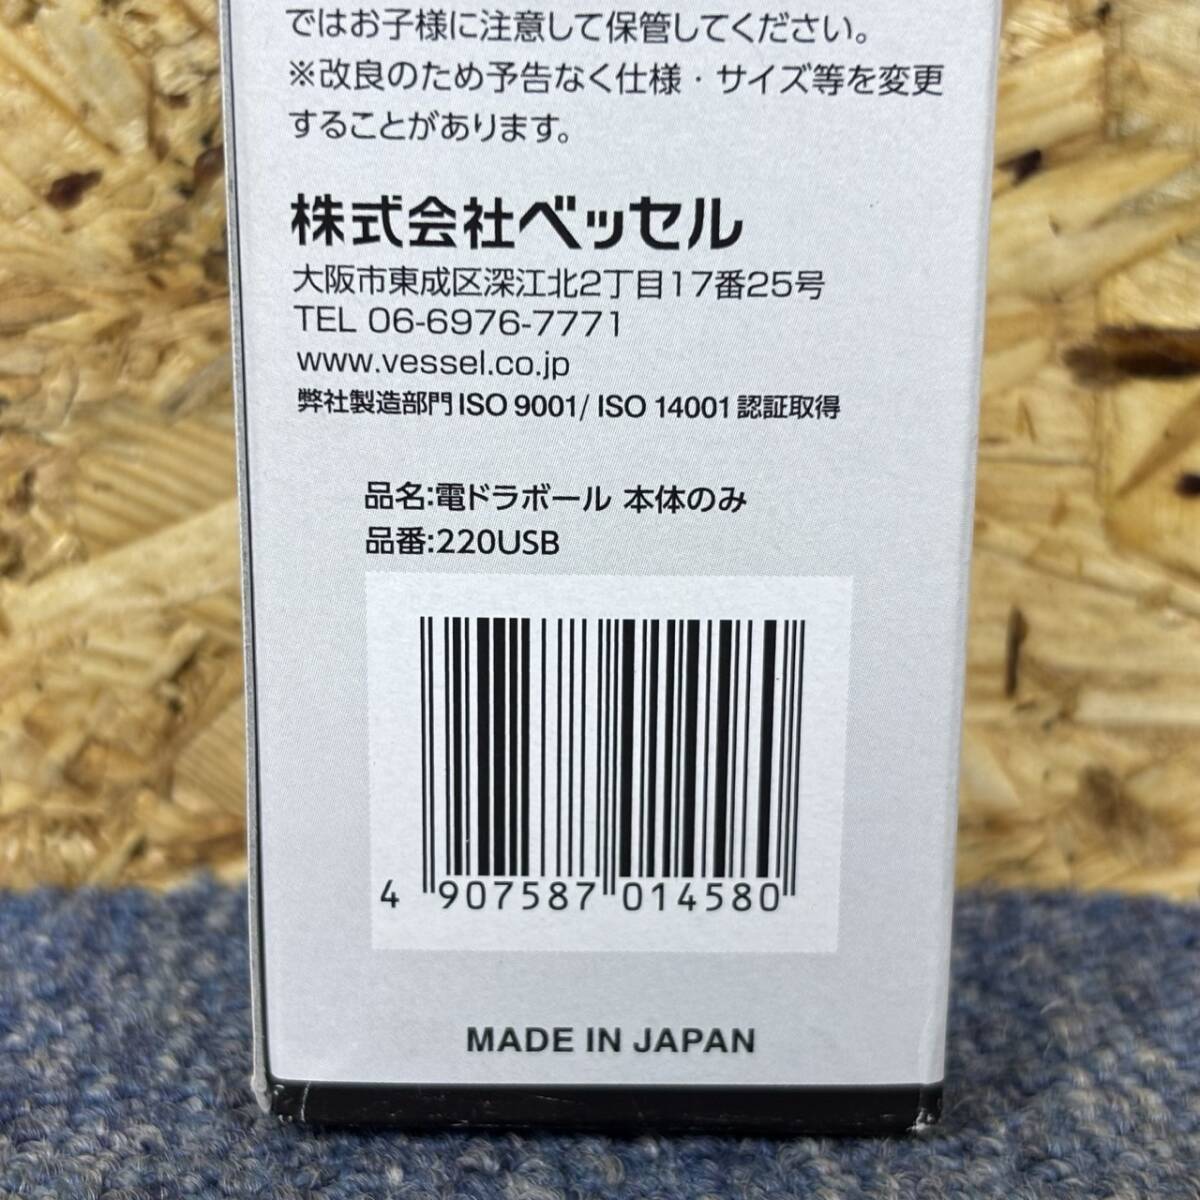 ではお子様に注意して保管してください。
※改良のため予告なく仕様・サイズ等を変更
することがあります。
株式会社ベッセル
大阪市東成区深江北2丁目17番25号
TEL 06-6976-7771
www.vessel.co.jp
弊社製造部門 ISO 9001/ ISO 14001 認証取得
品名:電ドラボール 本体のみ
品番:220USB
4 907587 014580
MADE IN JAPAN